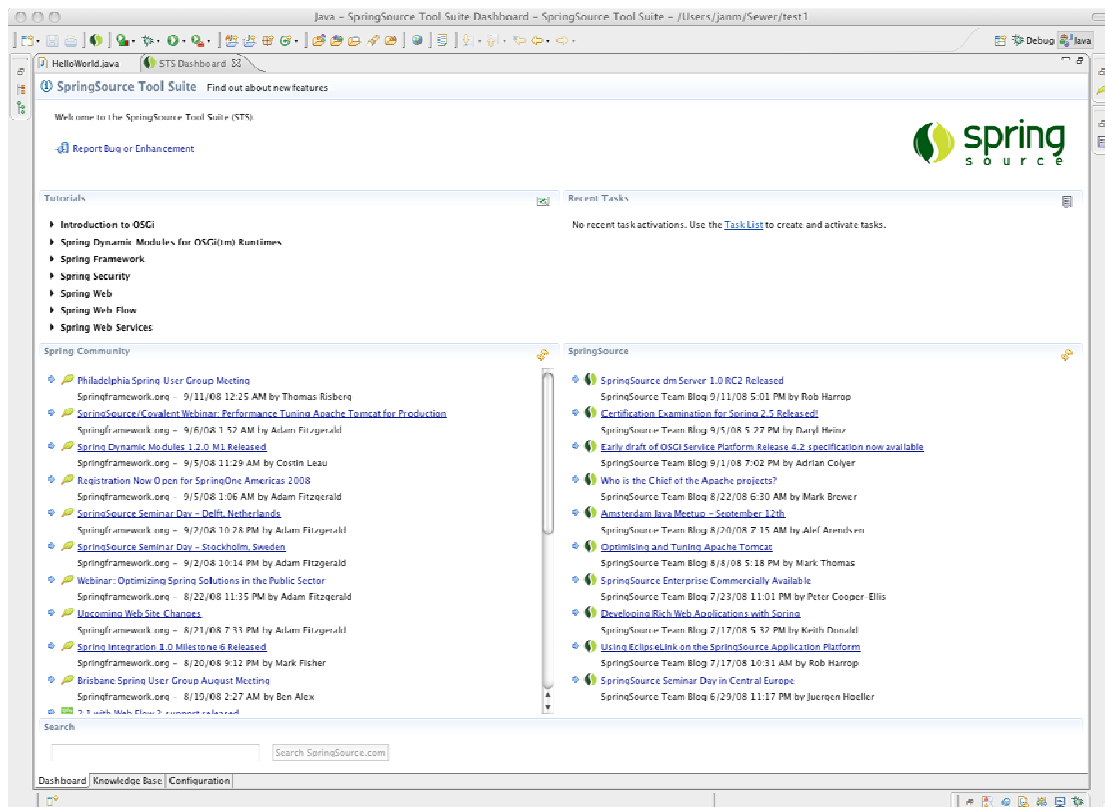 Java – SpringSource Tool Suite Dashboard – SpringSource Tool Suite – /Users/janm/Sewer/test1
Debug
Java
HelloWorld.java
STS Dashboard
SpringSource Tool Suite Find out about new features
Welcome to the SpringSource Tool Suite (STS).
Report Bug or Enhancement
spring
source
Tutorials
Introduction to OSGi
Spring Dynamic Modules for OSGi(tm) Runtimes
Spring Framework
Spring Security
Spring Web
Spring Web Flow
Spring Web Services
Recent Tasks
No recent task activations. Use the Task List to create and activate tasks.
Spring Community
Philadelphia Spring User Group Meeting
Springframework.org – 9/11/08 12:25 AM by Thomas Risberg
SpringSource/Covalent Webinar: Performance Tuning Apache Tomcat for Production
Springframework.org – 9/6/08 1:52 AM by Adam Fitzgerald
Spring Dynamic Modules 1.2.0 M1 Released
Springframework.org – 9/5/08 11:29 AM by Costin Leau
Registration Now Open for SpringOne Americas 2008
Springframework.org – 9/5/08 1:06 AM by Adam Fitzgerald
SpringSource Seminar Day – Delft, Netherlands
Springframework.org – 9/2/08 10:28 PM by Adam Fitzgerald
SpringSource Seminar Day – Stockholm, Sweden
Springframework.org – 9/2/08 10:14 PM by Adam Fitzgerald
Webinar: Optimizing Spring Solutions in the Public Sector
Springframework.org – 8/22/08 11:35 PM by Adam Fitzgerald
Upcoming Web Site Changes
Springframework.org – 8/21/08 7:33 PM by Adam Fitzgerald
Spring Integration 1.0 Milestone 6 Released
Springframework.org – 8/20/08 9:12 PM by Mark Fisher
Brisbane Spring User Group August Meeting
Springframework.org – 8/19/08 2:27 AM by Ben Alex
2.1 with Web Flow 2 support released
SpringSource
SpringSource dm Server 1.0 RC2 Released
SpringSource Team Blog 9/11/08 5:01 PM by Rob Harrop
Certification Examination for Spring 2.5 Released!
SpringSource Team Blog 9/5/08 5:27 PM by Daryl Heinz
Early draft of OSGi Service Platform Release 4.2 specification now available
SpringSource Team Blog 9/1/08 7:02 PM by Adrian Colyer
Who is the Chief of the Apache projects?
SpringSource Team Blog 8/22/08 6:30 AM by Mark Brewer
Amsterdam Java Meetup – September 12th
SpringSource Team Blog 8/20/08 7:15 AM by Alef Arendsen
Optimising and Tuning Apache Tomcat
SpringSource Team Blog 8/8/08 5:18 PM by Mark Thomas
SpringSource Enterprise Commercially Available
SpringSource Team Blog 7/23/08 11:01 PM by Peter Cooper-Ellis
Developing Rich Web Applications with Spring
SpringSource Team Blog 7/17/08 5:32 PM by Keith Donald
Using EclipseLink on the SpringSource Application Platform
SpringSource Team Blog 7/17/08 10:31 AM by Rob Harrop
SpringSource Seminar Day in Central Europe
SpringSource Team Blog 6/29/08 11:17 PM by Juergen Hoeller
Search
Search SpringSource.com
Dashboard
Knowledge Base
Configuration